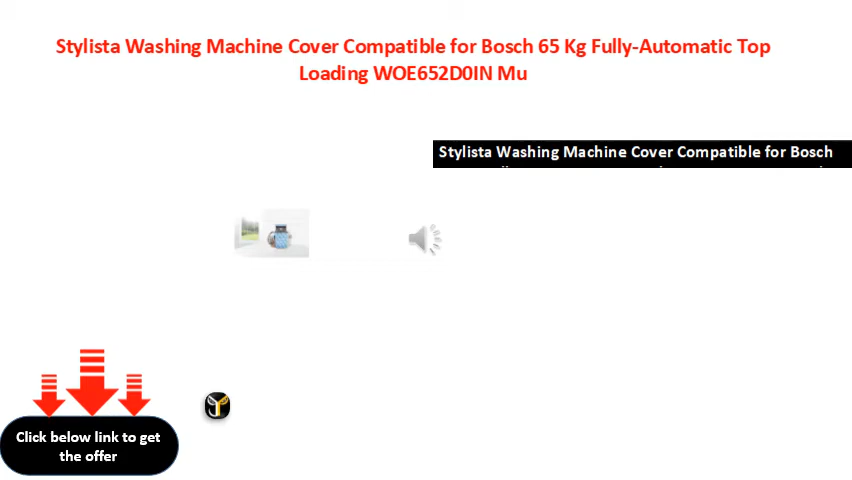 Stylista Washing Machine Cover Compatible for Bosch 65 Kg Fully-Automatic Top
Loading WOE652D0IN Mu
Stylista Washing Machine Cover Compatible for Bosch
Click below link to get
the offer